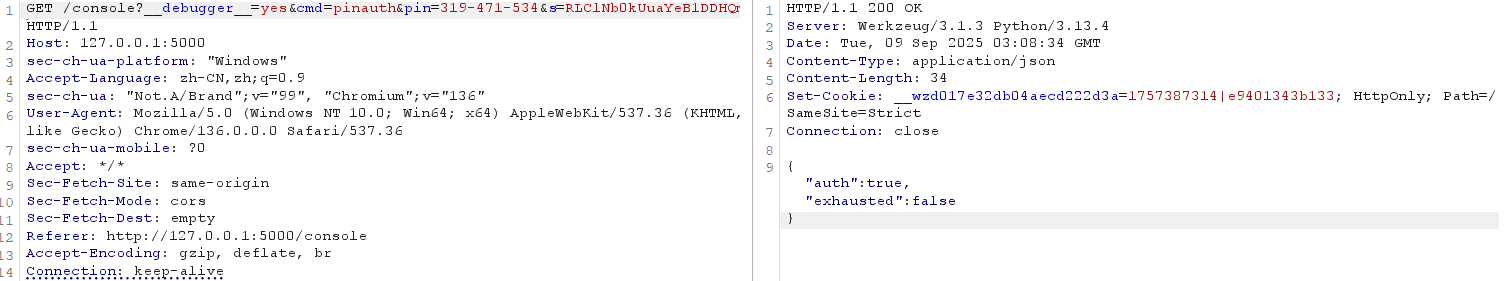 1 GET /console?__debugger__=yes&cmd=pinauth&pin=319-471-534&s=RLClNb0kUuaYeB1DDHQr
HTTP/1.1
2 Host: 127.0.0.1:5000
3 sec-ch-ua-platform: "Windows"
4 Accept-Language: zh-CN,zh;q=0.9
5 sec-ch-ua: "Not.A/Brand";v="99", "Chromium";v="136"
6 User-Agent: Mozilla/5.0 (Windows NT 10.0; Win64; x64) AppleWebKit/537.36 (KHTML,
like Gecko) Chrome/136.0.0.0 Safari/537.36
7 sec-ch-ua-mobile: ?0
8 Accept: */*
9 Sec-Fetch-Site: same-origin
10 Sec-Fetch-Mode: cors
11 Sec-Fetch-Dest: empty
12 Referer: http://127.0.0.1:5000/console
13 Accept-Encoding: gzip, deflate, br
14 Connection: keep-alive
1 HTTP/1.1 200 OK
2 Server: Werkzeug/3.1.3 Python/3.13.4
3 Date: Tue, 09 Sep 2025 03:08:34 GMT
4 Content-Type: application/json
5 Content-Length: 34
6 Set-Cookie: __wzd017e32db04aecd222d3a=1757387314|e9401343b133; HttpOnly; Path=/
SameSite=Strict
7 Connection: close
8
9 {
"auth":true,
"exhausted":false
}